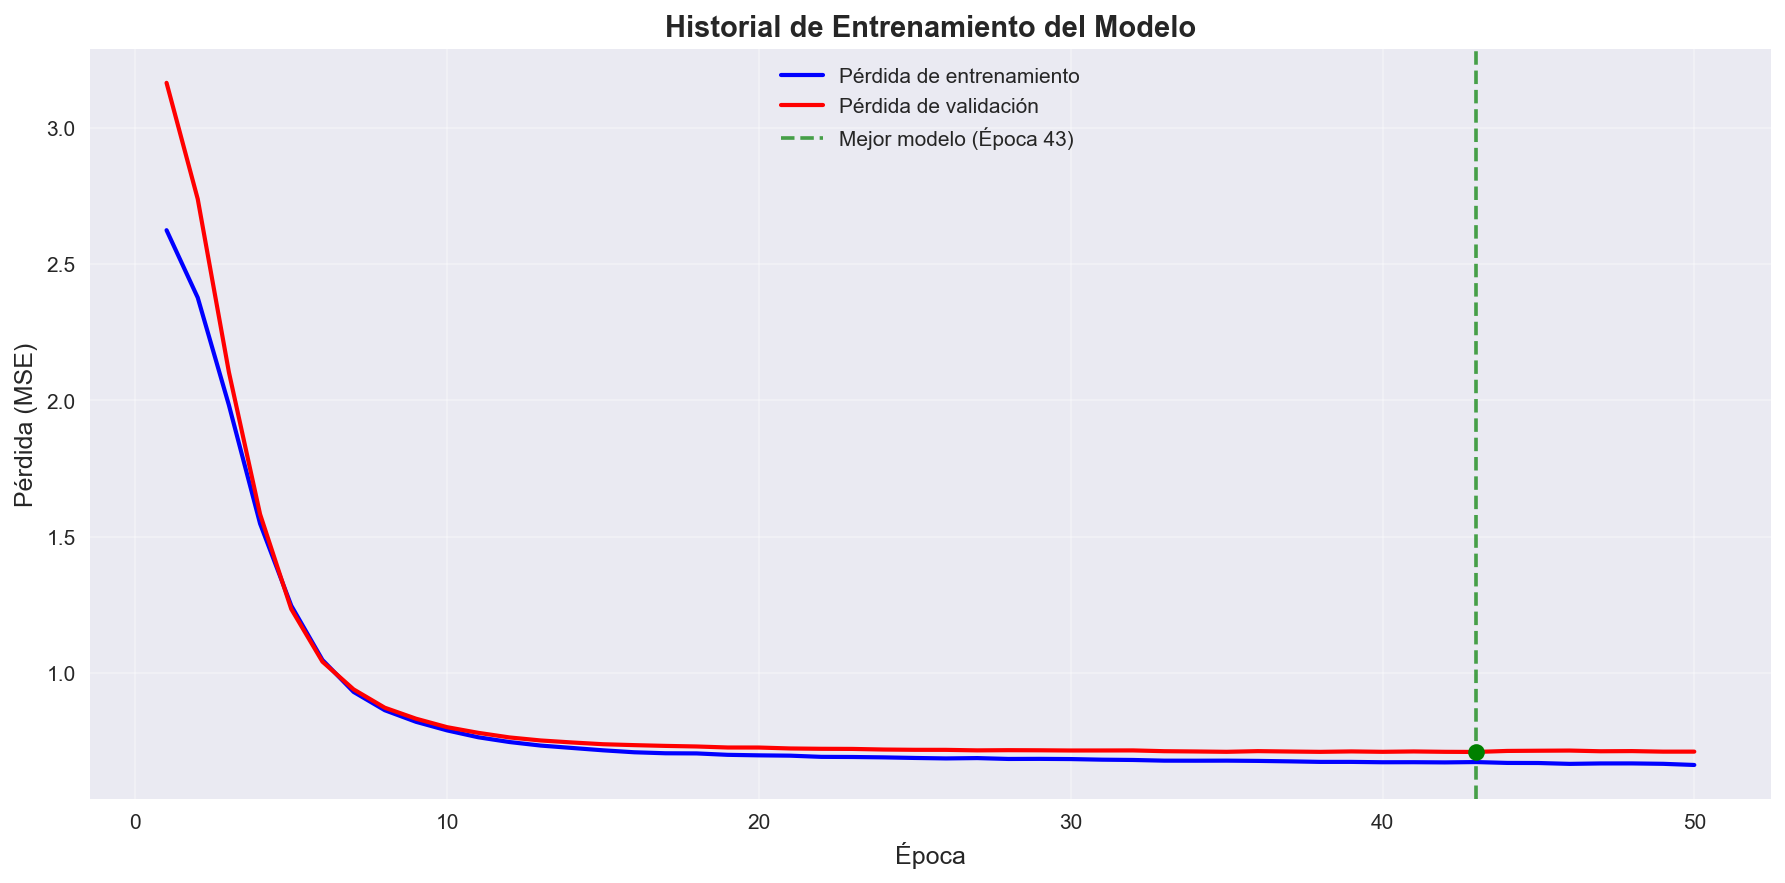 Historial de Entrenamiento del Modelo
Pérdida de entrenamiento
Pérdida de validación
Mejor modelo (Época 43)
Pérdida (MSE)
3.0
2.5
2.0
1.5
1.0
0
10
20
30
40
50
Época